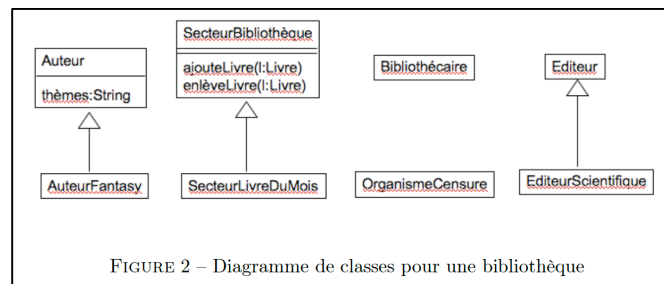 SecteurBibliothèque
ajouteLivre(l:Livre)
enlèveLivre(l:Livre)
Auteur
thèmes:String
Bibliothécaire
Editeur
AuteurFantasy
SecteurLivreDuMois
OrganismeCensure
EditeurScientifique
FIGURE 2 – Diagramme de classes pour une bibliothèque